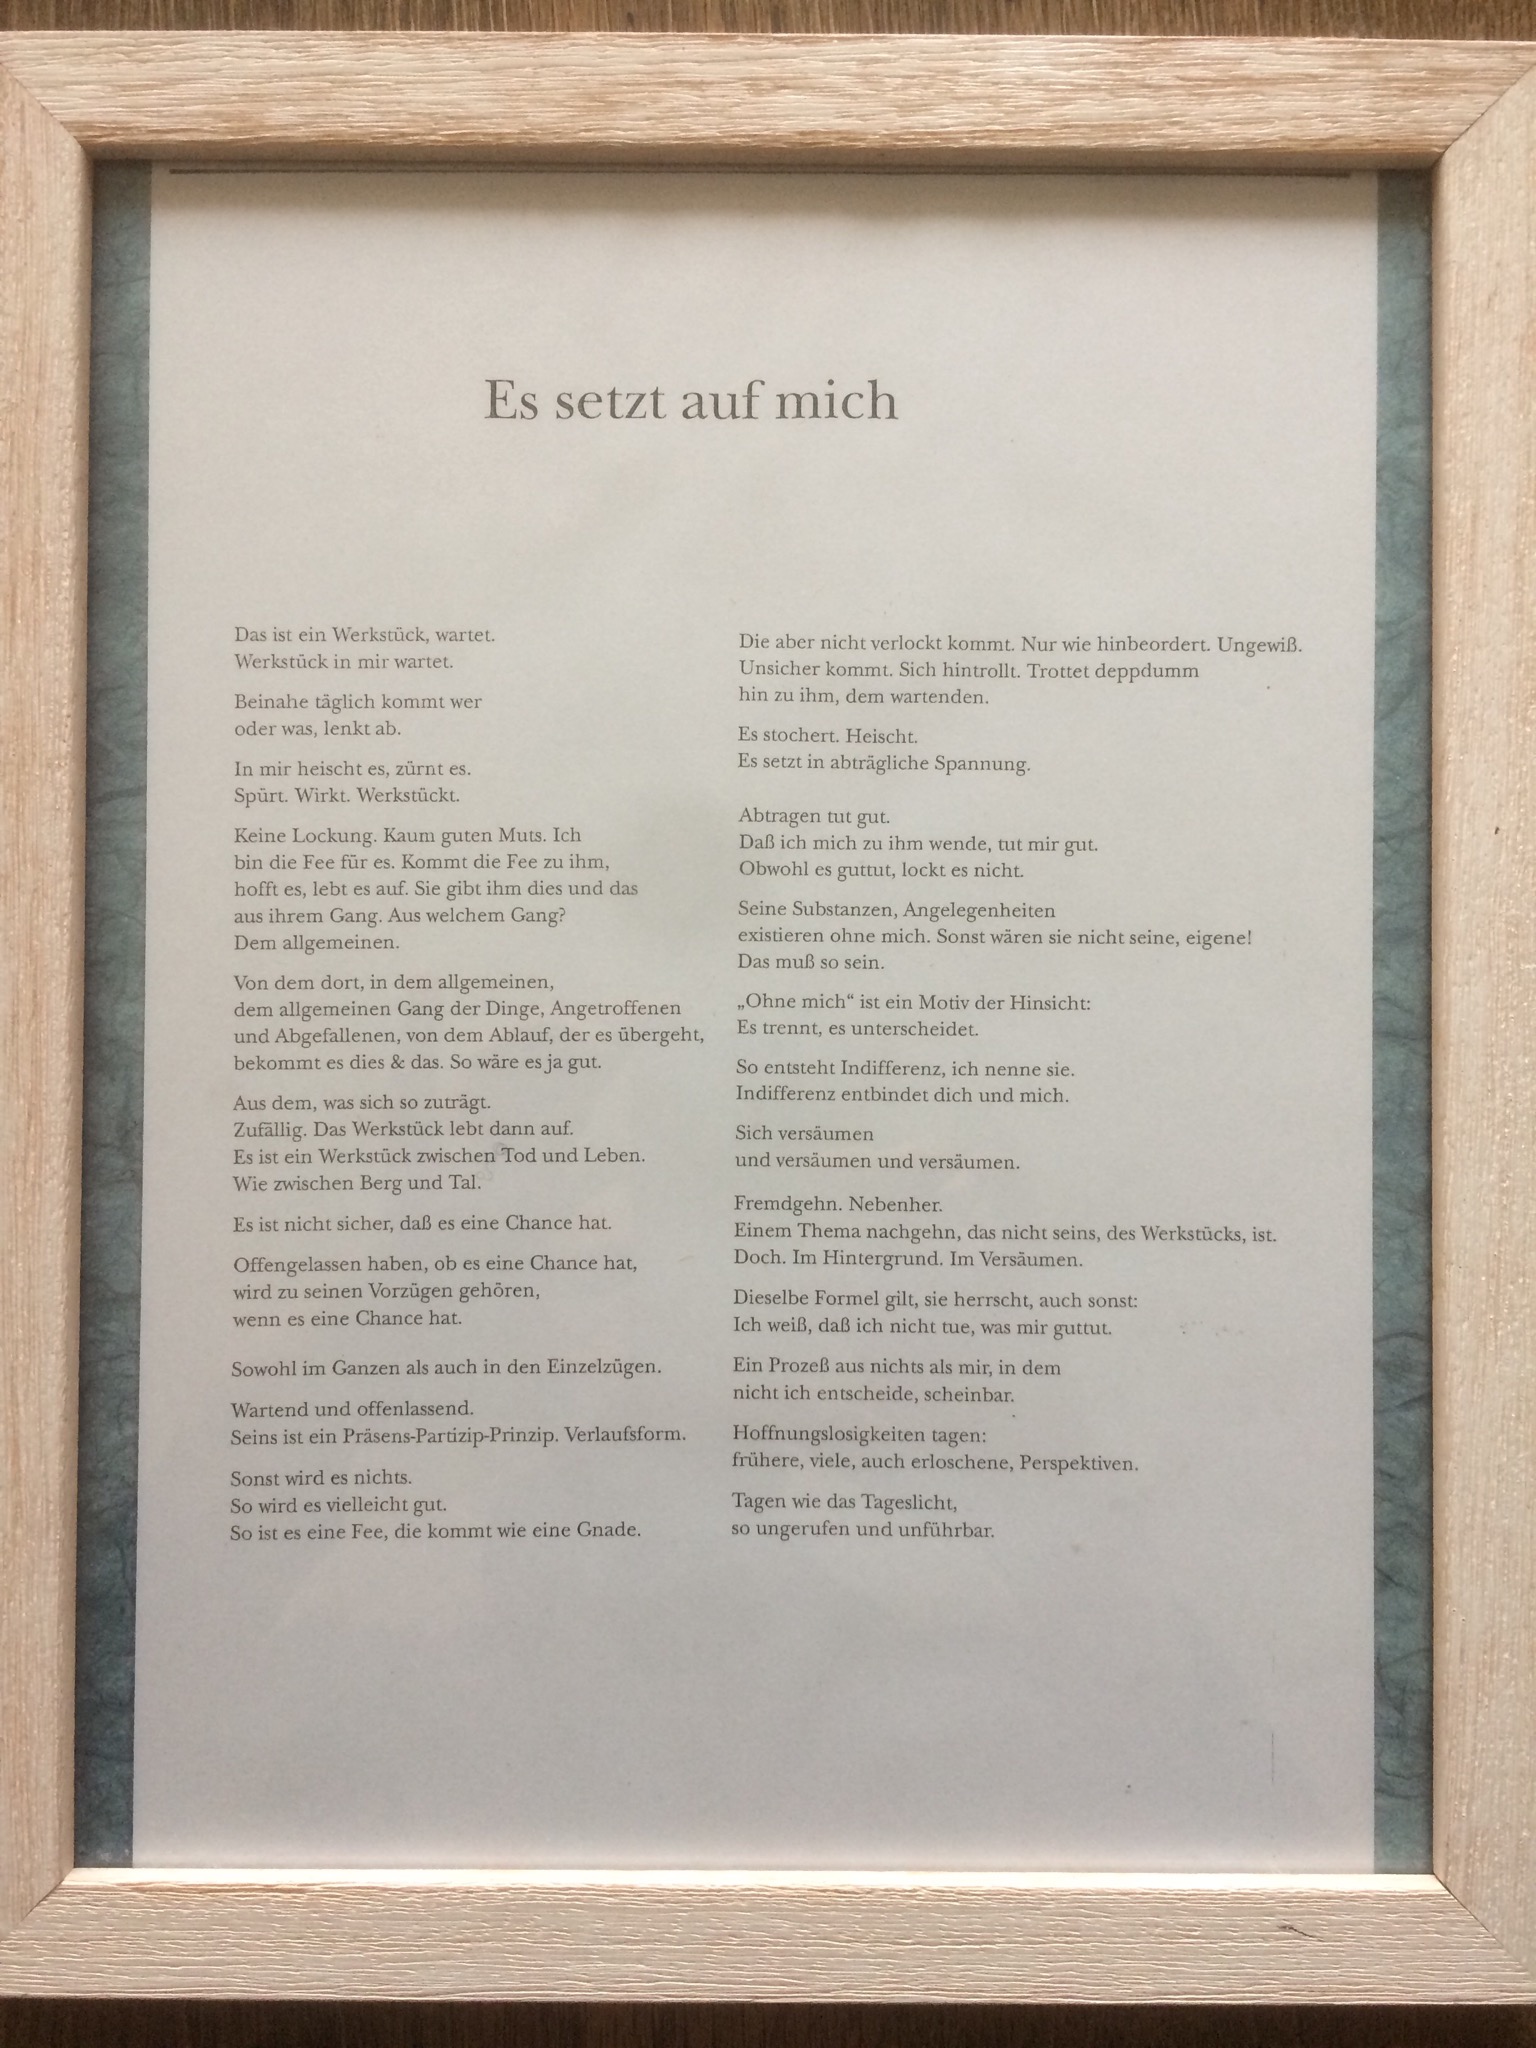 Es setzt auf mich
Das ist ein Werkstück, wartet.
Werkstück in mir wartet.
Beinahe täglich kommt wer
oder was, lenkt ab.
In mir heischt es, zürnt es.
Spürt. Wirkt. Werkstückt.
Keine Lockung. Kaum guten Muts. Ich
bin die Fee für es. Kommt die Fee zu ihm,
hofft es, lebt es auf. Sie gibt ihm dies und das
aus ihrem Gang. Aus welchem Gang?
Dem allgemeinen.
Von dem dort, in dem allgemeinen,
dem allgemeinen Gang der Dinge, Angetroffenen
und Abgefallenen, von dem Ablauf, der es übergeht,
bekommt es dies & das. So wäre es ja gut.
Aus dem, was sich so zuträgt.
Zufällig. Das Werkstück lebt dann auf.
Es ist ein Werkstück zwischen Tod und Leben.
Wie zwischen Berg und Tal.
Es ist nicht sicher, daß es eine Chance hat.
Offengelassen haben, ob es eine Chance hat,
wird zu seinen Vorzügen gehören,
wenn es eine Chance hat.
Sowohl im Ganzen als auch in den Einzelzügen.
Wartend und offenlassend.
Seins ist ein Präsens-Partizip-Prinzip. Verlaufsform.
Sonst wird es nichts.
So wird es vielleicht gut.
So ist es eine Fee, die kommt wie eine Gnade.
Die aber nicht verlockt kommt. Nur wie hinbeordert. Ungewiß.
Unsicher kommt. Sich hintrollt. Trottet deppdumm
hin zu ihm, dem wartenden.
Es stochert. Heischt.
Es setzt in abträgliche Spannung.
Abtragen tut gut.
Daß ich mich zu ihm wende, tut mir gut.
Obwohl es guttut, lockt es nicht.
Seine Substanzen, Angelegenheiten
existieren ohne mich. Sonst wären sie nicht seine, eigene!
Das muß so sein.
„Ohne mich“ ist ein Motiv der Hinsicht:
Es trennt, es unterscheidet.
So entsteht Indifferenz, ich nenne sie.
Indifferenz entbindet dich und mich.
Sich versäumen
und versäumen und versäumen.
Fremdgehn. Nebenher.
Einem Thema nachgehn, das nicht seins, des Werkstücks, ist.
Doch. Im Hintergrund. Im Versäumen.
Dieselbe Formel gilt, sie herrscht, auch sonst:
Ich weiß, daß ich nicht tue, was mir guttut.
Ein Prozeß aus nichts als mir, in dem
nicht ich entscheide, scheinbar.
Hoffnungslosigkeiten tagen:
frühere, viele, auch erloschene, Perspektiven.
Tagen wie das Tageslicht,
so ungerufen und unführbar.